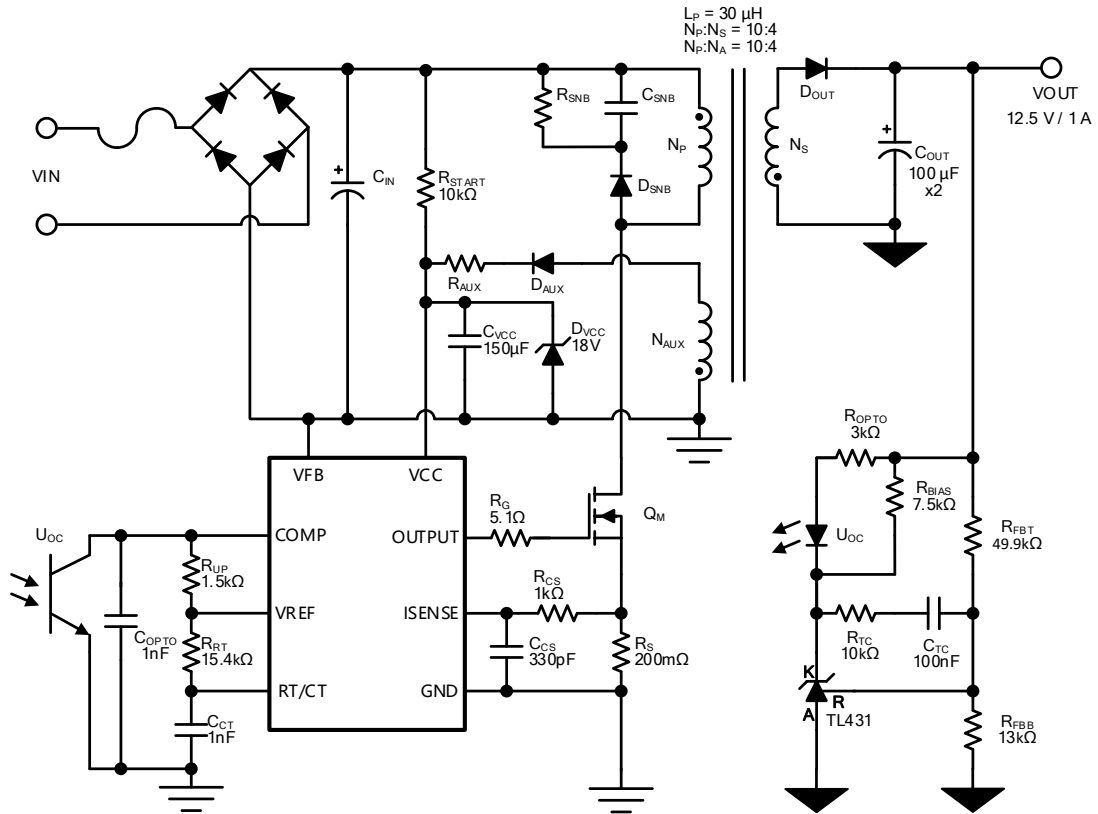 LP = 30 µH
NP:NS = 10:4
NP:NA = 10:4
RSNB
CSNB
DOUT
VOUT
12.5 V / 1 A
VIN
+
CIN
RSTART
10kΩ
NP
NS
+
COUT
100 µF
x2
DSNB
RAUX
DAUX
CVCC
150µF
DVCC
18V
NAUX
ROPTO
3kΩ
VFB
VCC
RBIAS
7.5kΩ
RG
5.1Ω
QM
UOC
COMP
OUTPUT
UOC
RFBT
49.9kΩ
RUP
1.5kΩ
RCS
1kΩ
VREF
ISENSE
COPTO
1nF
RRT
15.4kΩ
CCS
330pF
RS
200mΩ
RTC
10kΩ
CTC
100nF
RT/CT
GND
K
R
A
TL431
CCT
1nF
RFBB
13kΩ